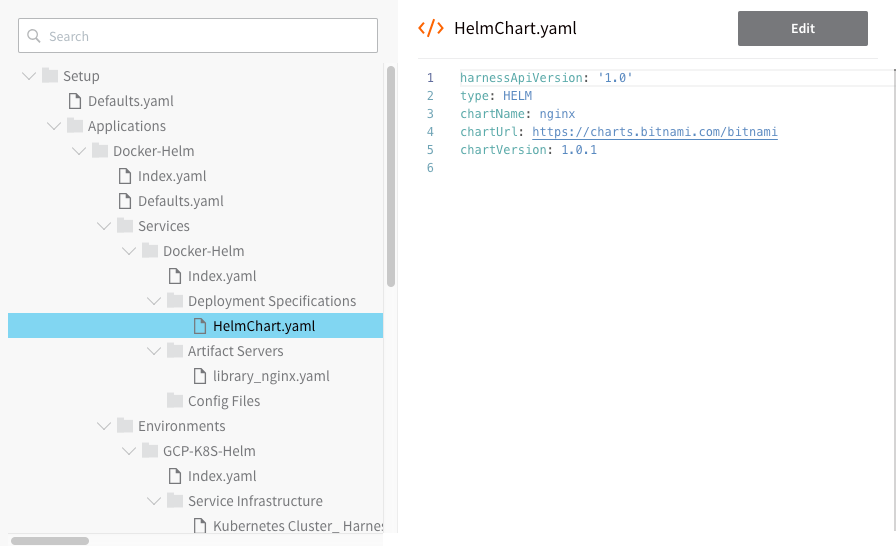 Search
Setup
Defaults.yaml
Applications
Docker-Helm
Index.yaml
Defaults.yaml
Services
Docker-Helm
Index.yaml
Deployment Specifications
HelmChart.yaml
Artifact Servers
library_nginx.yaml
Config Files
Environments
GCP-K8S-Helm
Index.yaml
Service Infrastructure
Kubernetes Cluster_ Harnes
</> HelmChart.yaml
Edit
1 harnessApiVersion: '1.0'
2 type: HELM
3 chartName: nginx
4 chartUrl: https://charts.bitnami.com/bitnami
5 chartVersion: 1.0.1
6